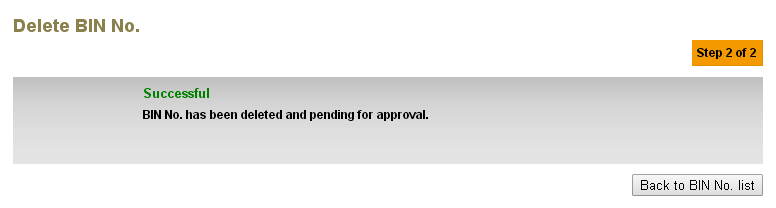 Delete BIN No.
Step 2 of 2
Successful
BIN No. has been deleted and pending for approval.
Back to BIN No. list